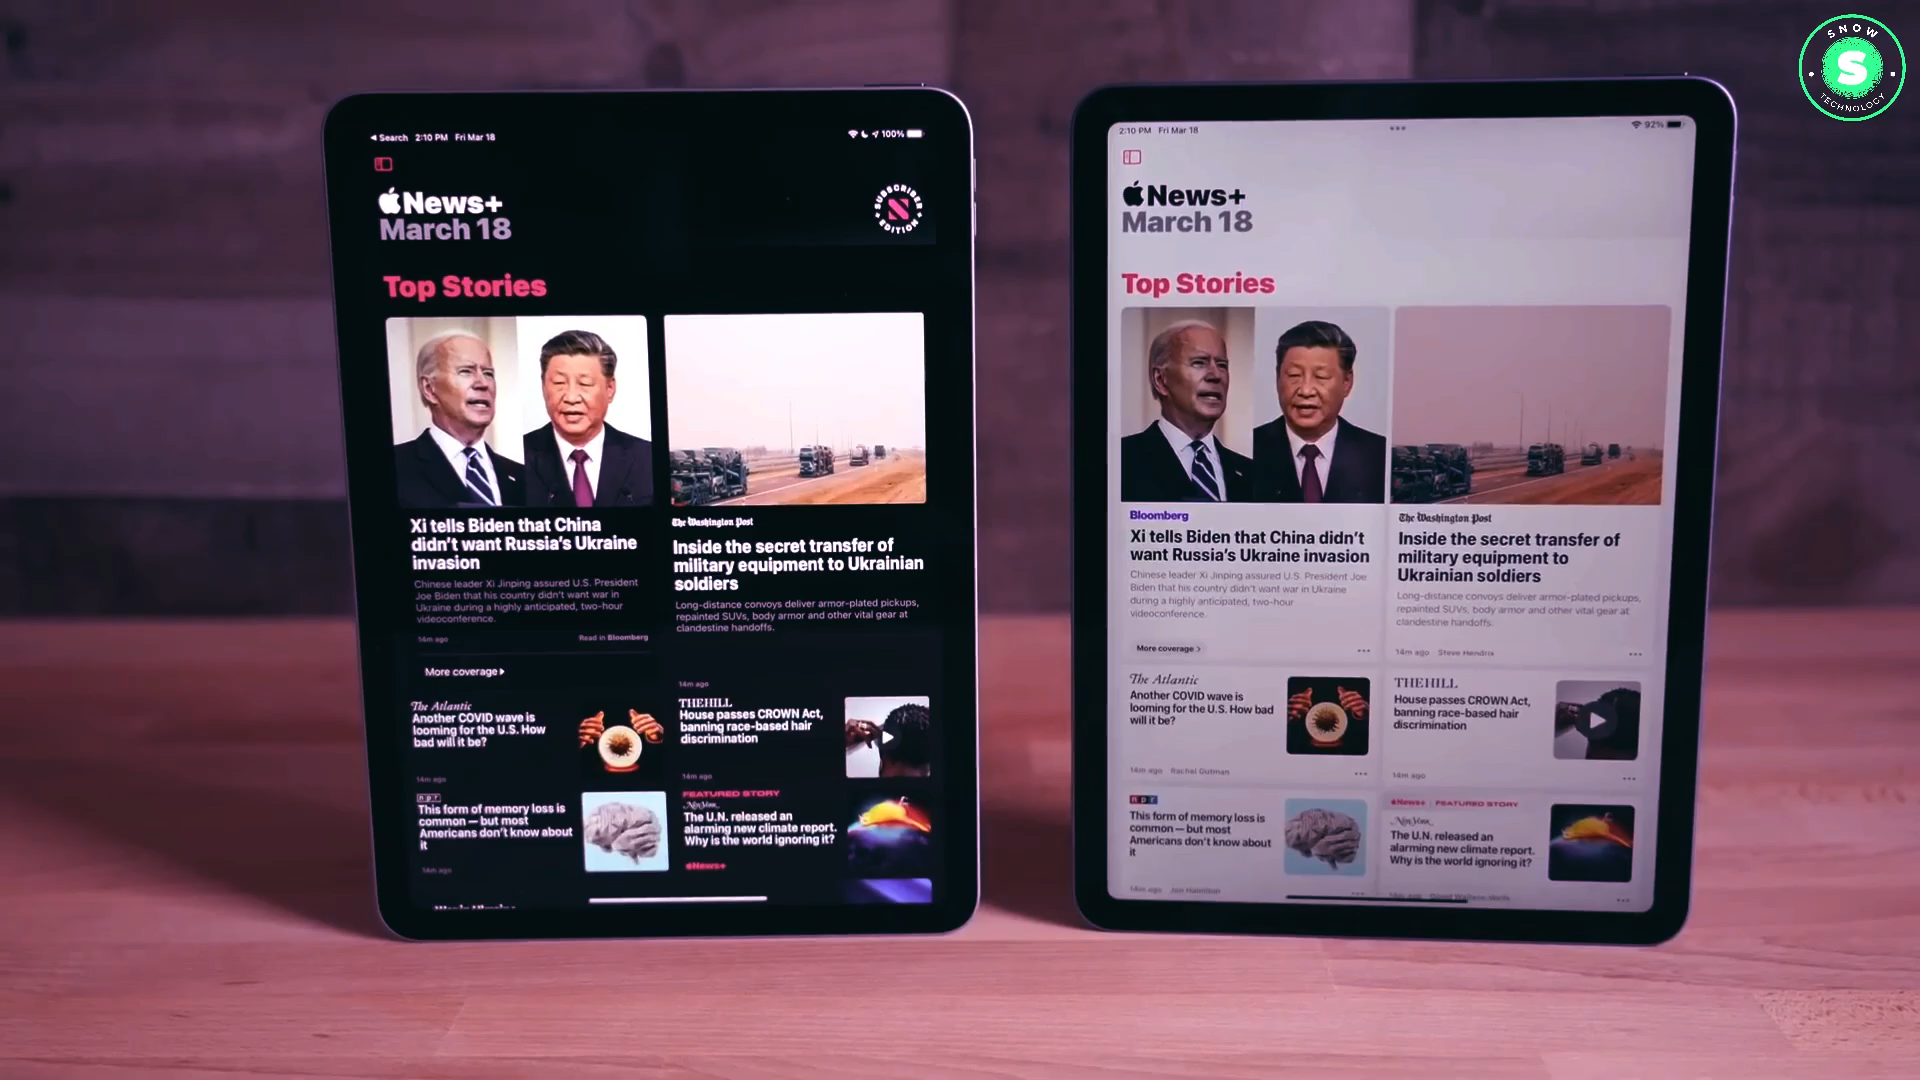 SNOW
S
TECHNOLOGY
Search 2:10 PM Fri Mar 18
100%
News+
March 18
SUBSCRIBER EDITION
Top Stories
Xi tells Biden that China
didn't want Russia's Ukraine
invasion
Chinese leader Xi Jinping assured U.S. President
Joe Biden that his country didn't want war in
Ukraine during a highly anticipated, two-hour
videoconference.
14m ago Read in Bloomberg
More coverage
The Washington Post
Inside the secret transfer of
military equipment to Ukrainian
soldiers
Long-distance convoys deliver armor-plated pickups,
repainted SUVs, body armor and other vital gear at
clandestine handoffs.
14m ago
The Atlantic
Another COVID wave is
looming for the U.S. How
bad will it be?
14m ago
THE HILL
House passes CROWN Act,
banning race-based hair
discrimination
14m ago
npr
This form of memory loss is
common — but most
Americans don't know about
it
14m ago
FEATURED STORY
New York
The U.N. released an
alarming new climate report.
Why is the world ignoring it?
News+
2:10 PM Fri Mar 18
92%
News+
March 18
Top Stories
Bloomberg
Xi tells Biden that China didn't
want Russia's Ukraine invasion
Chinese leader Xi Jinping assured U.S. President Joe
Biden that his country didn't want war in Ukraine
during a highly anticipated, two-hour
videoconference.
More coverage
The Washington Post
Inside the secret transfer of
military equipment to
Ukrainian soldiers
Long-distance convoys deliver armor-plated pickups,
repainted SUVs, body armor and other vital gear at
clandestine handoffs.
14m ago Steve Hendrix
The Atlantic
Another COVID wave is
looming for the U.S. How bad
will it be?
14m ago Rachel Gutman
THE HILL
House passes CROWN Act,
banning race-based hair
discrimination
14m ago
npr
This form of memory loss is
common — but most
Americans don't know about
it
14m ago Jon Hamilton
News+ FEATURED STORY
New York
The U.N. released an
alarming new climate report.
Why is the world ignoring it?